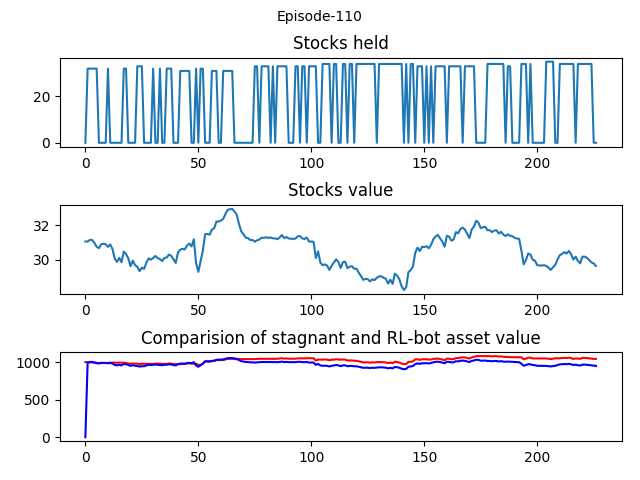 Episode-110
Stocks held
20
0
0 50 100 150 200
Stocks value
32
30
0 50 100 150 200
Comparision of stagnant and RL-bot asset value
1000
500
0
0 50 100 150 200